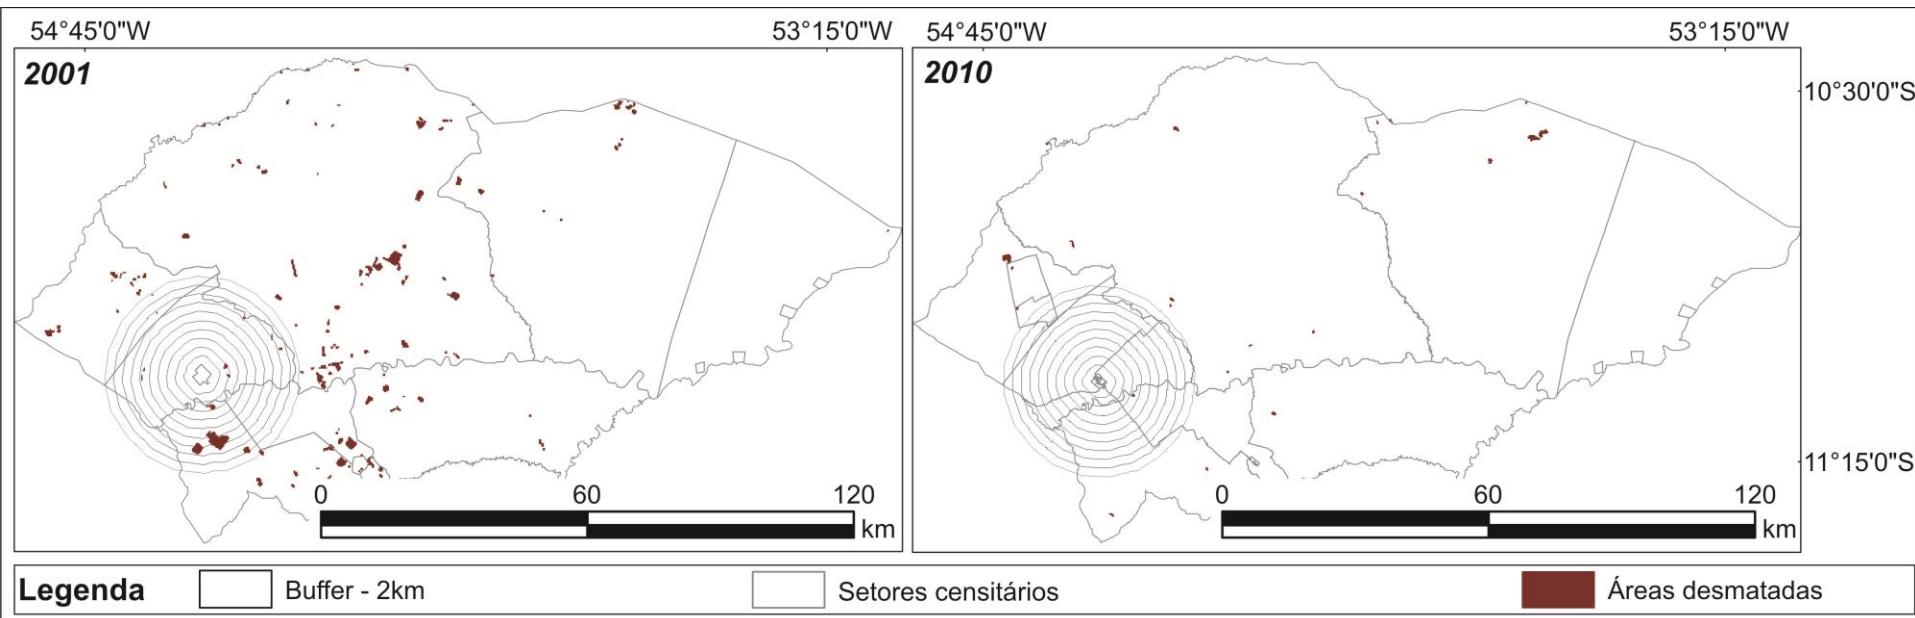 54°45'0"W 53°15'0"W 54°45'0"W 53°15'0"W
2001 2010
10°30'0"S
11°15'0"S
0 60 120 0 60 120
km km
Legenda Buffer - 2km Setores censitários Áreas desmatadas